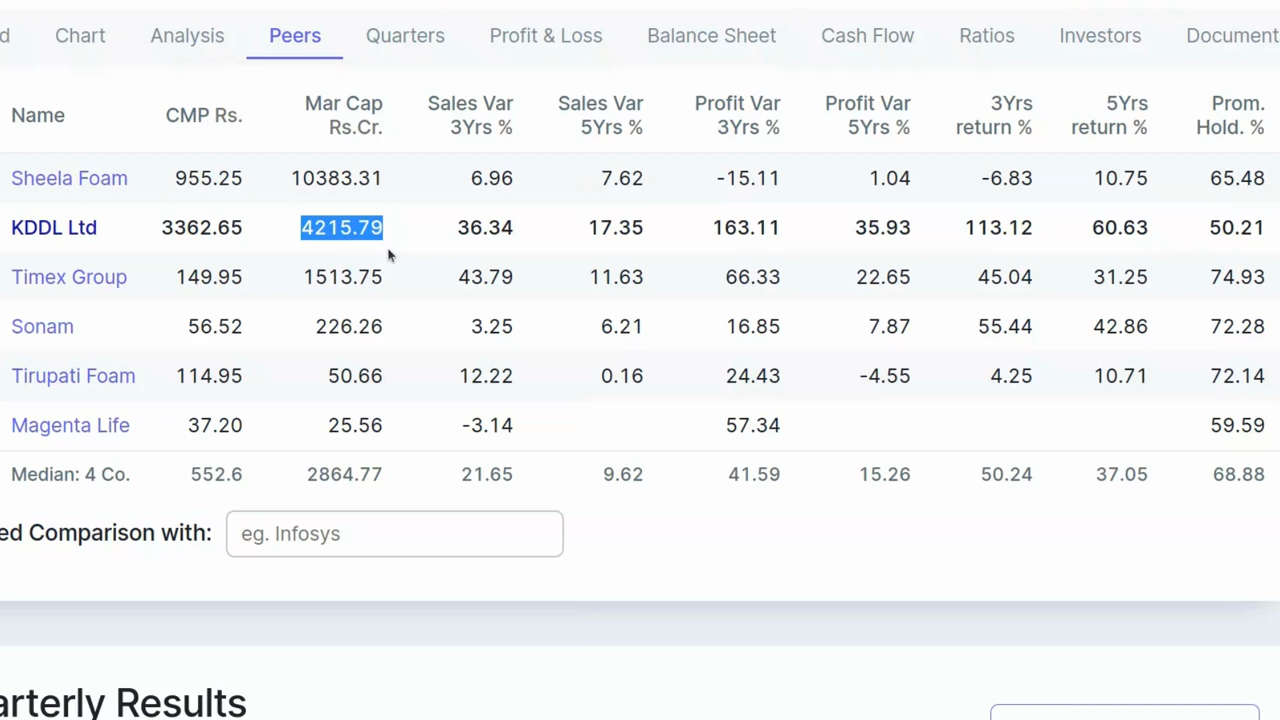 d Chart Analysis Peers Quarters Profit & Loss Balance Sheet Cash Flow Ratios Investors Document
Name CMP Rs. Mar Cap Rs.Cr. Sales Var 3Yrs % Sales Var 5Yrs % Profit Var 3Yrs % Profit Var 5Yrs % 3Yrs return % 5Yrs return % Prom. Hold. %
Sheela Foam 955.25 10383.31 6.96 7.62 -15.11 1.04 -6.83 10.75 65.48
KDDL Ltd 3362.65 4215.79 36.34 17.35 163.11 35.93 113.12 60.63 50.21
Timex Group 149.95 1513.75 43.79 11.63 66.33 22.65 45.04 31.25 74.93
Sonam 56.52 226.26 3.25 6.21 16.85 7.87 55.44 42.86 72.28
Tirupati Foam 114.95 50.66 12.22 0.16 24.43 -4.55 4.25 10.71 72.14
Magenta Life 37.20 25.56 -3.14 57.34 59.59
Median: 4 Co. 552.6 2864.77 21.65 9.62 41.59 15.26 50.24 37.05 68.88
ed Comparison with: eg. Infosys
arterly Results